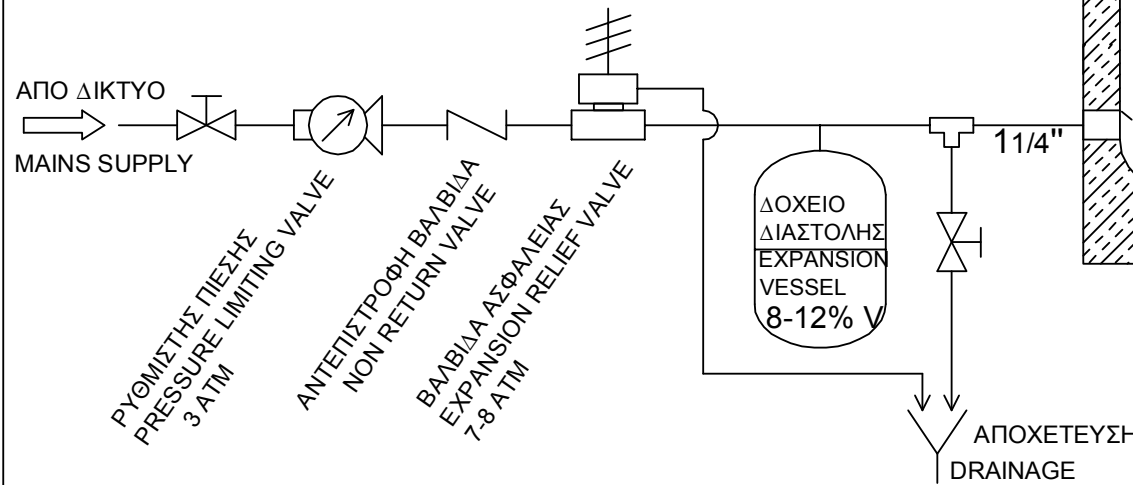 ΑΠΟ ΔΙΚΤΥΟ
MAINS SUPPLY
ΡΥΘΜΙΣΤΗΣ ΠΙΕΣΗΣ
PRESSURE LIMITING VALVE
3 ATM
ΑΝΤΕΠΙΣΤΡΟΦΗ ΒΑΛΒΙΔΑ
NON RETURN VALVE
ΒΑΛΒΙΔΑ ΑΣΦΑΛΕΙΑΣ
EXPANSION RELIEF VALVE
7-8 ATM
ΔΟΧΕΙΟ
ΔΙΑΣΤΟΛΗΣ
EXPANSION
VESSEL
8-12% V
11/4"
ΑΠΟΧΕΤΕΥΣΗ
DRAINAGE